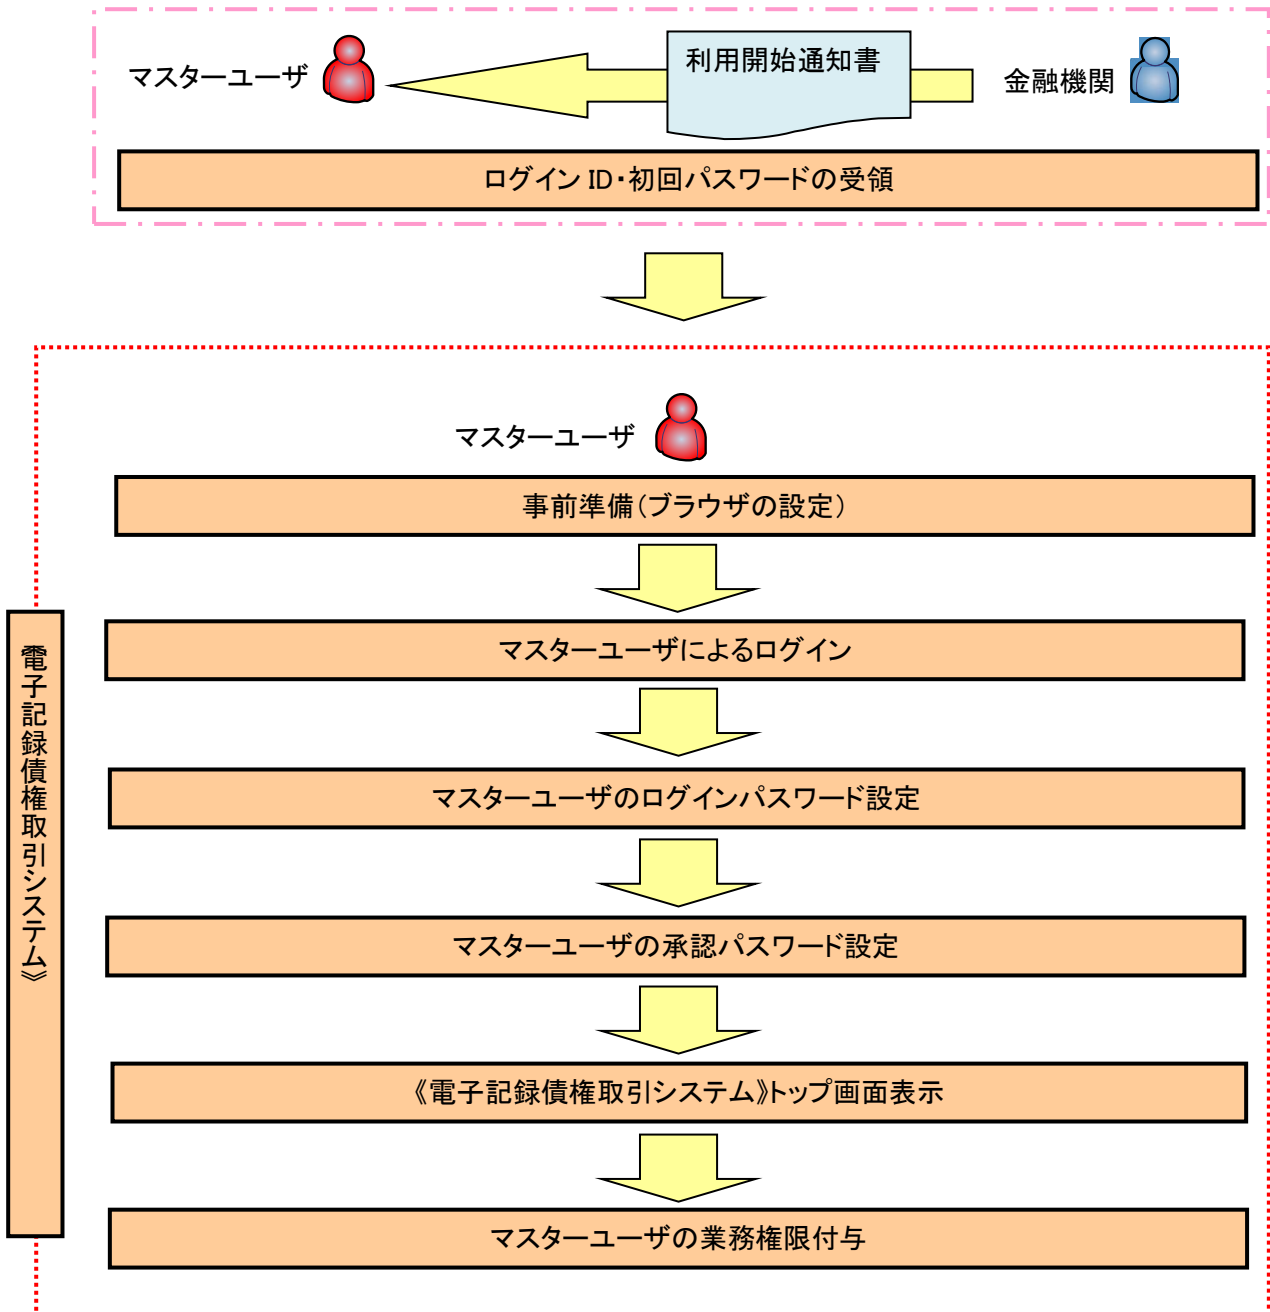 マスターユーザ
利用開始通知書
金融機関
ログイン ID・初回パスワードの受領
マスターユーザ
事前準備(ブラウザの設定)
マスターユーザによるログイン
マスターユーザのログインパスワード設定
マスターユーザの承認パスワード設定
《電子記録債権取引システム》トップ画面表示
マスターユーザの業務権限付与
電子記録債権取引システム》